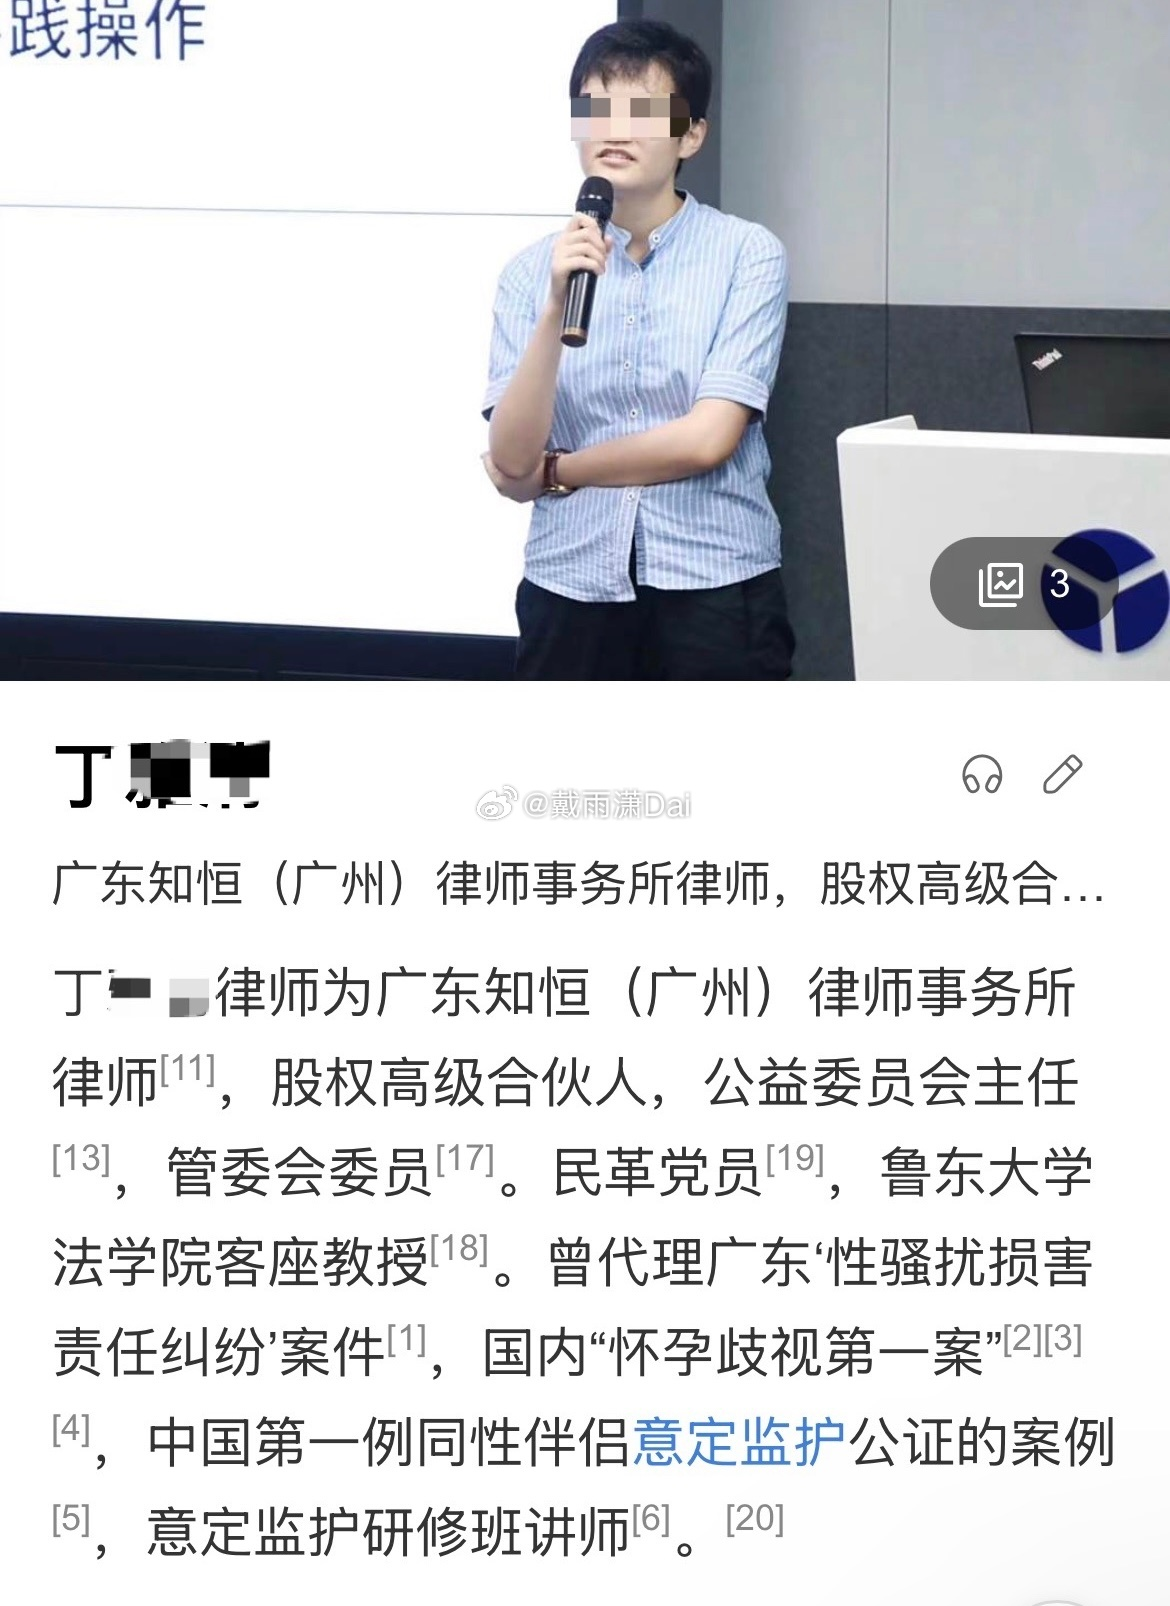 践操作
ThinkPad
3
丁
@戴雨潇Dai
广东知恒（广州）律师事务所律师，股权高级合…
丁 律师为广东知恒（广州）律师事务所
律师[11]，股权高级合伙人，公益委员会主任
[13]，管委会委员[17]。民革党员[19]，鲁东大学
法学院客座教授[18]。曾代理广东‘性骚扰损害
责任纠纷’案件[1]，国内“怀孕歧视第一案”[2][3]
[4]，中国第一例同性伴侣意定监护公证的案例
[5]，意定监护研修班讲师[6]。[20]